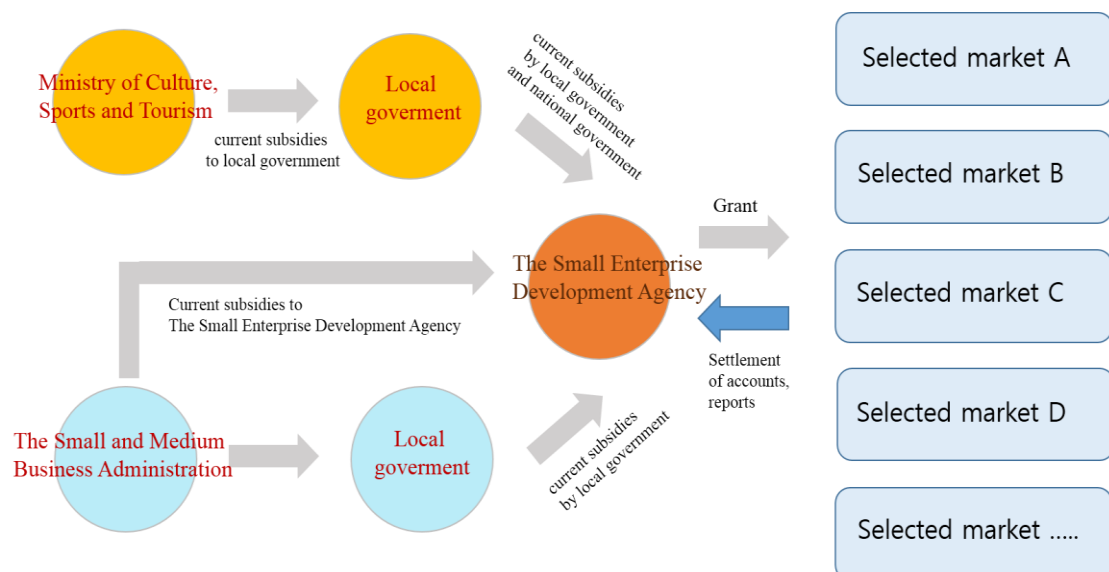 Ministry of Culture,
Sports and Tourism
current subsidies
to local government
Local
goverment
current subsidies
by local government
and national government
The Small Enterprise
Development Agency
Current subsidies to
The Small Enterprise Development Agency
The Small and Medium
Business Administration
Local
goverment
current subsidies
by local government
Grant
Settlement
of accounts,
reports
Selected market A
Selected market B
Selected market C
Selected market D
Selected market .....